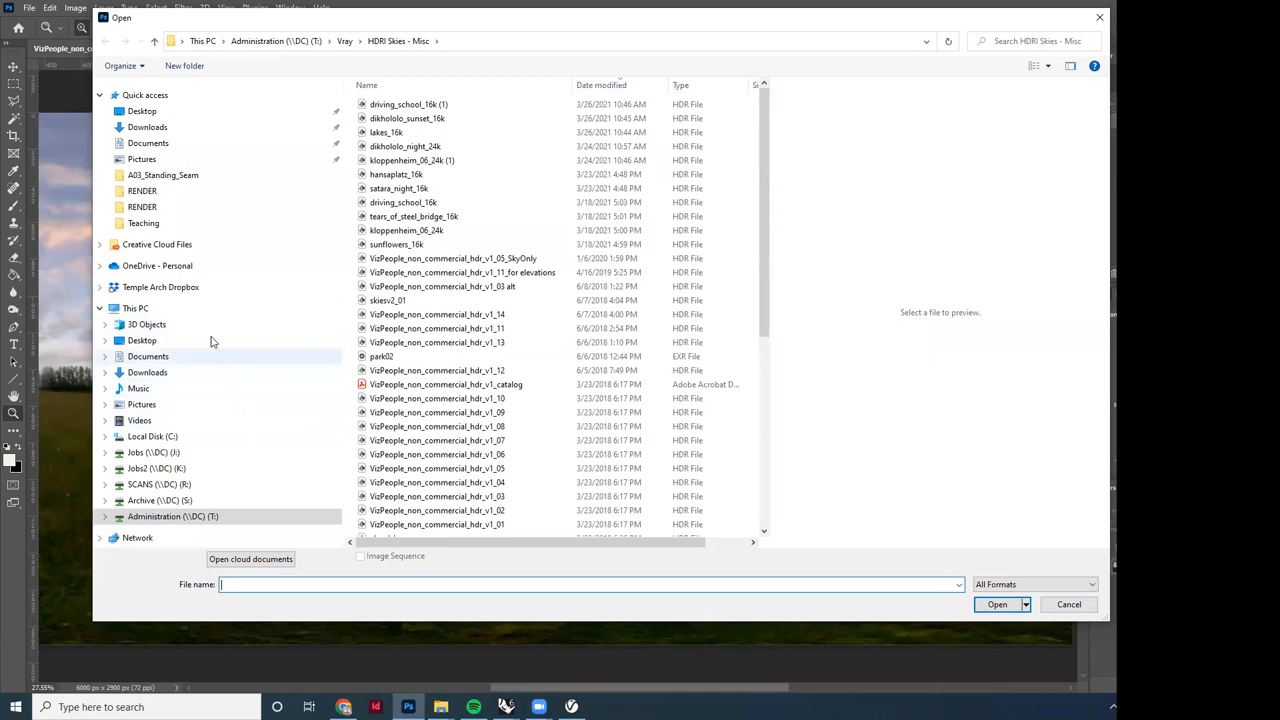 File Edit Image
Open
VizPeople_non_c
This PC
Administration (\\DC) (T:)
Vray
HDRI Skies - Misc
Search HDRI Skies - Misc
Organize
New folder
Name
Date modified
Type
Si
Quick access
Desktop
Downloads
Documents
Pictures
A03_Standing_Seam
RENDER
RENDER
Teaching
Creative Cloud Files
OneDrive - Personal
Temple Arch Dropbox
This PC
3D Objects
Desktop
Documents
Downloads
Music
Pictures
Videos
Local Disk (C:)
Jobs (\\DC) (J:)
Jobs2 (\\DC) (K:)
SCANS (\\DC) (R:)
Archive (\\DC) (S:)
Administration (\\DC) (T:)
Network
driving_school_16k (1) 3/26/2021 10:46 AM HDR File
dikhololo_sunset_16k 3/26/2021 10:45 AM HDR File
lakes_16k 3/26/2021 10:44 AM HDR File
dikhololo_night_24k 3/24/2021 10:57 AM HDR File
kloppenheim_06_24k (1) 3/24/2021 10:46 AM HDR File
hansaplatz_16k 3/23/2021 4:48 PM HDR File
satara_night_16k 3/23/2021 4:48 PM HDR File
driving_school_16k 3/18/2021 5:03 PM HDR File
tears_of_steel_bridge_16k 3/18/2021 5:01 PM HDR File
kloppenheim_06_24k 3/18/2021 5:00 PM HDR File
sunflowers_16k 3/18/2021 4:59 PM HDR File
VizPeople_non_commercial_hdr_v1_05_SkyOnly 1/6/2020 1:59 PM HDR File
VizPeople_non_commercial_hdr_v1_11_for elevations 4/16/2019 5:25 PM HDR File
VizPeople_non_commercial_hdr_v1_03 alt 6/8/2018 1:22 PM HDR File
skiesv2_01 6/7/2018 4:04 PM HDR File
VizPeople_non_commercial_hdr_v1_14 6/7/2018 4:00 PM HDR File
VizPeople_non_commercial_hdr_v1_11 6/6/2018 2:54 PM HDR File
VizPeople_non_commercial_hdr_v1_13 6/6/2018 1:10 PM HDR File
park02 6/6/2018 12:44 PM EXR File
VizPeople_non_commercial_hdr_v1_12 6/5/2018 7:49 PM HDR File
VizPeople_non_commercial_hdr_v1_catalog 3/23/2018 6:17 PM Adobe Acrobat D...
VizPeople_non_commercial_hdr_v1_10 3/23/2018 6:17 PM HDR File
VizPeople_non_commercial_hdr_v1_09 3/23/2018 6:17 PM HDR File
VizPeople_non_commercial_hdr_v1_08 3/23/2018 6:17 PM HDR File
VizPeople_non_commercial_hdr_v1_07 3/23/2018 6:17 PM HDR File
VizPeople_non_commercial_hdr_v1_06 3/23/2018 6:17 PM HDR File
VizPeople_non_commercial_hdr_v1_05 3/23/2018 6:17 PM HDR File
VizPeople_non_commercial_hdr_v1_04 3/23/2018 6:17 PM HDR File
VizPeople_non_commercial_hdr_v1_03 3/23/2018 6:17 PM HDR File
VizPeople_non_commercial_hdr_v1_02 3/23/2018 6:17 PM HDR File
VizPeople_non_commercial_hdr_v1_01 3/23/2018 6:17 PM HDR File
Select a file to preview.
Image Sequence
Open cloud documents
File name:
All Formats
Open
Cancel
27.55%
6000 px x 2900 px (72 ppi)
Type here to search